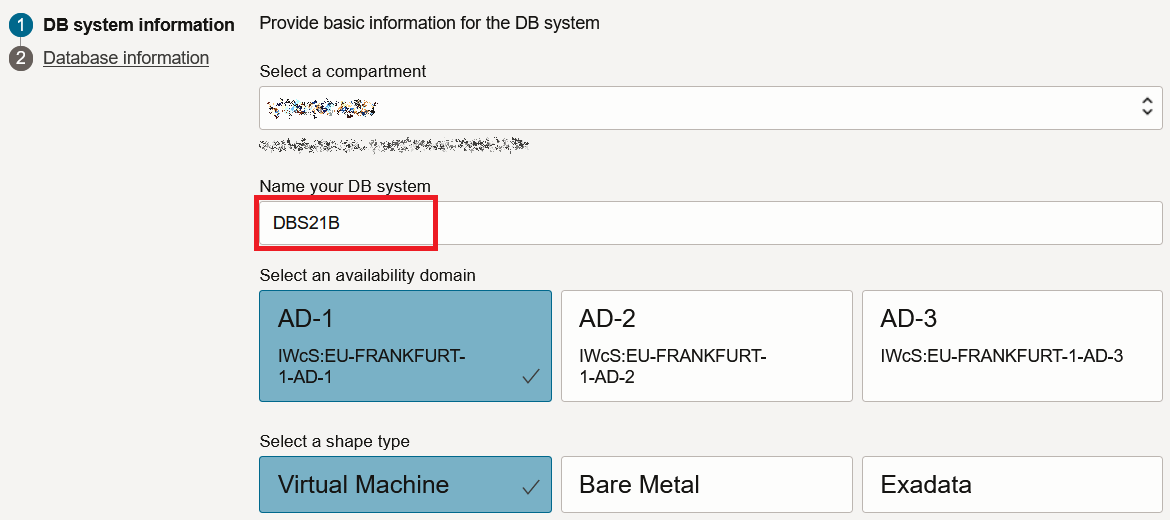 1 DB system information
2 Database information
Provide basic information for the DB system
Select a compartment
Name your DB system
DBS21B
Select an availability domain
AD-1
IWcS:EU-FRANKFURT-
1-AD-1
AD-2
IWcS:EU-FRANKFURT-
1-AD-2
AD-3
IWcS:EU-FRANKFURT-1-AD-3
Select a shape type
Virtual Machine
Bare Metal
Exadata